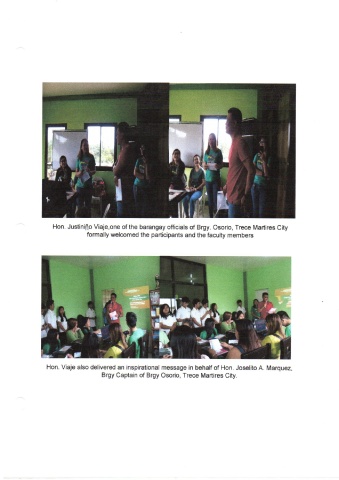 Hon. Justiniño Viaje,one of the barangay officials of Brgy. Osorio, Trece Martires City
formally welcomed the participants and the faculty members
Hon. Viaje also delivered an inspirational message in behalf of Hon. Joselito A. Marquez,
Brgy Captain of Brgy Osorio, Trece Martires City.